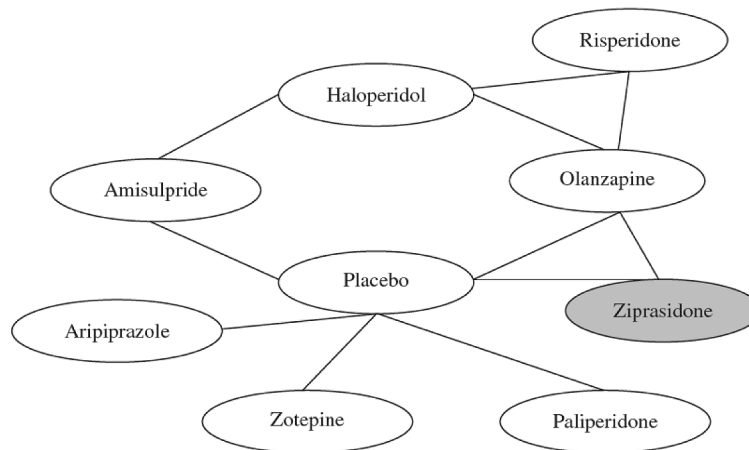 Risperidone
Haloperidol
Olanzapine
Amisulpride
Placebo
Ziprasidone
Aripiprazole
Zotepine
Paliperidone